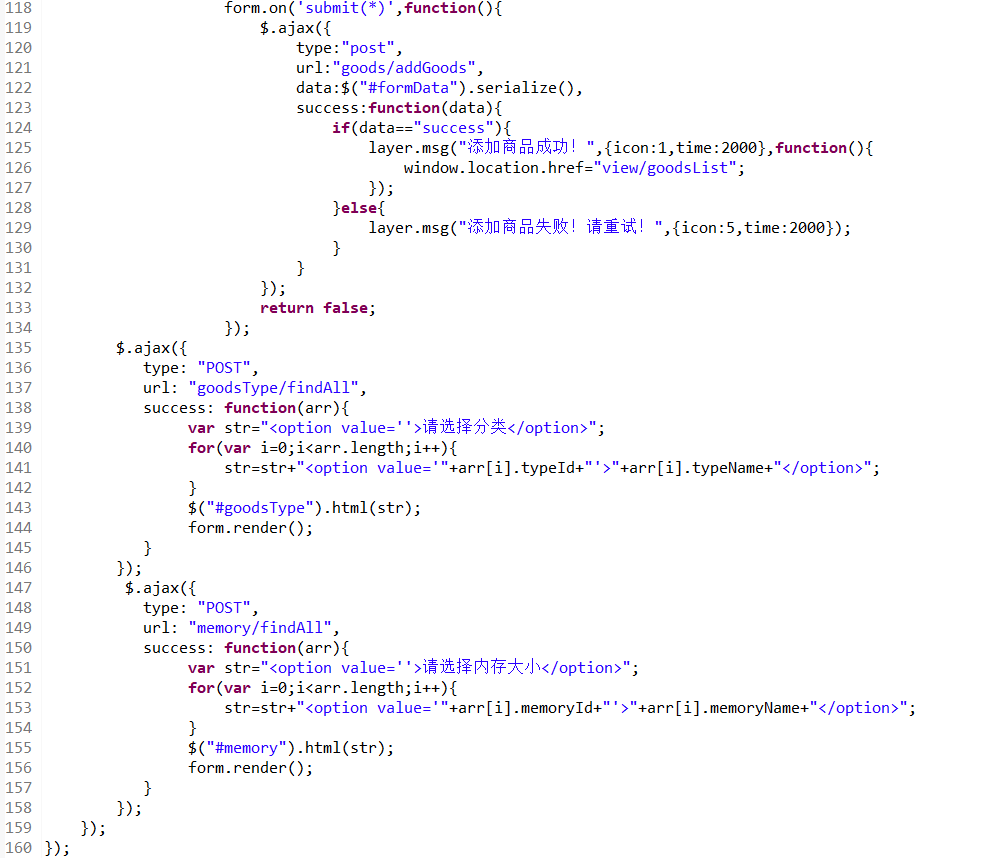 118                     form.on('submit(*)',function(){
119                         $.ajax({
120                             type:"post",
121                             url:"goods/addGoods",
122                             data:$("#formData").serialize(),
123                             success:function(data){
124                                 if(data=="success"){
125                                     layer.msg("添加商品成功！",{icon:1,time:2000},function(){
126                                         window.location.href="view/goodsList";
127                                     });
128                                 }else{
129                                     layer.msg("添加商品失败！请重试！",{icon:5,time:2000});
130                                 }
131                             }
132                         });
133                         return false;
134                     });
135         $.ajax({
136            type: "POST",
137            url: "goodsType/findAll",
138            success: function(arr){
139                 var str="<option value=''>请选择分类</option>";
140                 for(var i=0;i<arr.length;i++){
141                     str=str+"<option value='"+arr[i].typeId+"'>"+arr[i].typeName+"</option>";
142                 }
143                 $("#goodsType").html(str);
144                 form.render();
145            }
146         });
147          $.ajax({
148            type: "POST",
149            url: "memory/findAll",
150            success: function(arr){
151                 var str="<option value=''>请选择内存大小</option>";
152                 for(var i=0;i<arr.length;i++){
153                     str=str+"<option value='"+arr[i].memoryId+"'>"+arr[i].memoryName+"</option>";
154                 }
155                 $("#memory").html(str);
156                 form.render();
157            }
158         });
159     });
160 });